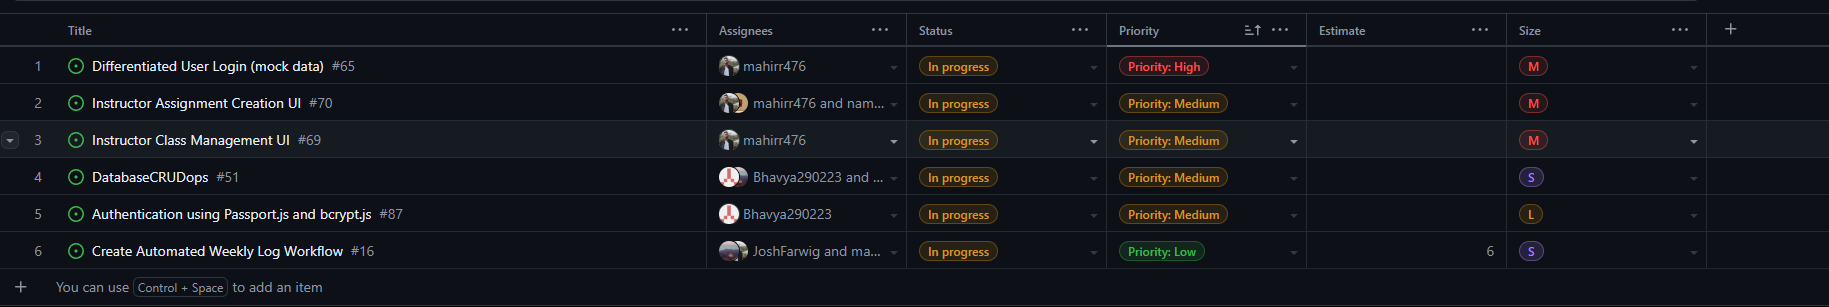 Title ... Assignees ... Status ... Priority ... Estimate ... Size ... +
1 Differentiated User Login (mock data) #65 mahirr476 In progress Priority: High M
2 Instructor Assignment Creation UI #70 mahirr476 and nam... In progress Priority: Medium M
3 Instructor Class Management UI #69 mahirr476 In progress Priority: Medium M
4 DatabaseCRUDops #51 Bhavya290223 and ... In progress Priority: Medium S
5 Authentication using Passport.js and bcrypt.js #87 Bhavya290223 In progress Priority: Medium L
6 Create Automated Weekly Log Workflow #16 JoshFarwig and ma... In progress Priority: Low 6 S
+ You can use Control + Space to add an item